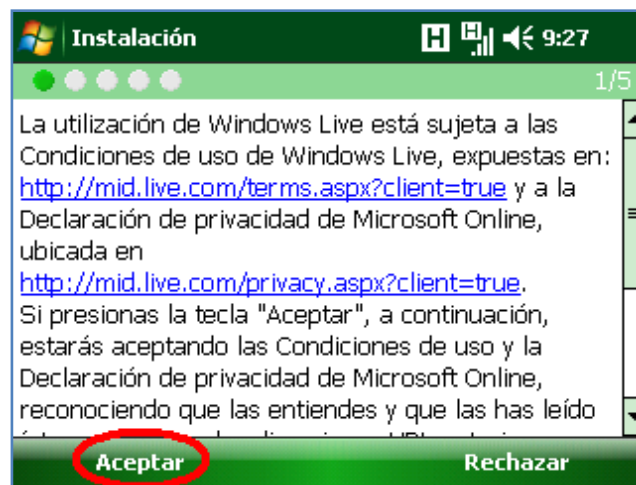 Instalación H H 9:27
1/5
La utilización de Windows Live está sujeta a las
Condiciones de uso de Windows Live, expuestas en:
http://mid.live.com/terms.aspx?client=true y a la
Declaración de privacidad de Microsoft Online,
ubicada en
http://mid.live.com/privacy.aspx?client=true.
Si presionas la tecla "Aceptar", a continuación,
estarás aceptando las Condiciones de uso y la
Declaración de privacidad de Microsoft Online,
reconociendo que las entiendes y que las has leído
Aceptar Rechazar